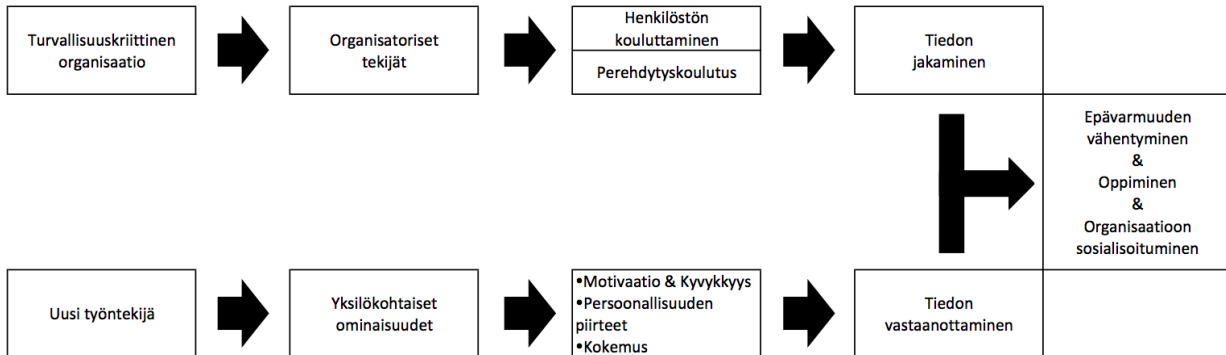 Turvallisuuskriittinen
organisaatio
Organisatoriset
tekijät
Henkilöstön
kouluttaminen
Perehdytyskoulutus
Tiedon
jakaminen
Epävarmuuden
vähentyminen
&
Oppiminen
&
Organisaatioon
sosialisoituminen
Uusi työntekijä
Yksilökohtaiset
ominaisuudet
•Motivaatio & Kyvykkyys
•Persoonallisuuden
piirteet
•Kokemus
Tiedon
vastaanottaminen